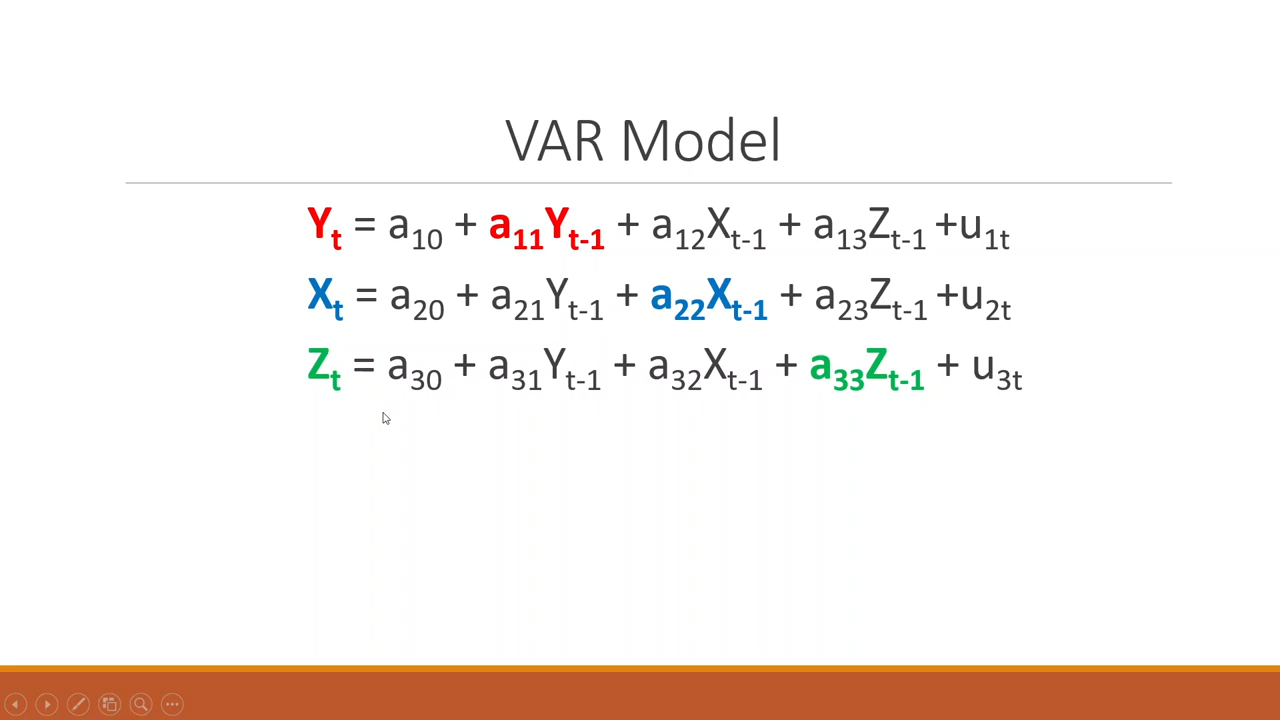 VAR Model
Yₜ = a₁₀ + a₁₁Yₜ₋₁ + a₁₂Xₜ₋₁ + a₁₃Zₜ₋₁ +u₁ₜ
Xₜ = a₂₀ + a₂₁Yₜ₋₁ + a₂₂Xₜ₋₁ + a₂₃Zₜ₋₁ +u₂ₜ
Zₜ = a₃₀ + a₃₁Yₜ₋₁ + a₃₂Xₜ₋₁ + a₃₃Zₜ₋₁ + u₃ₜ